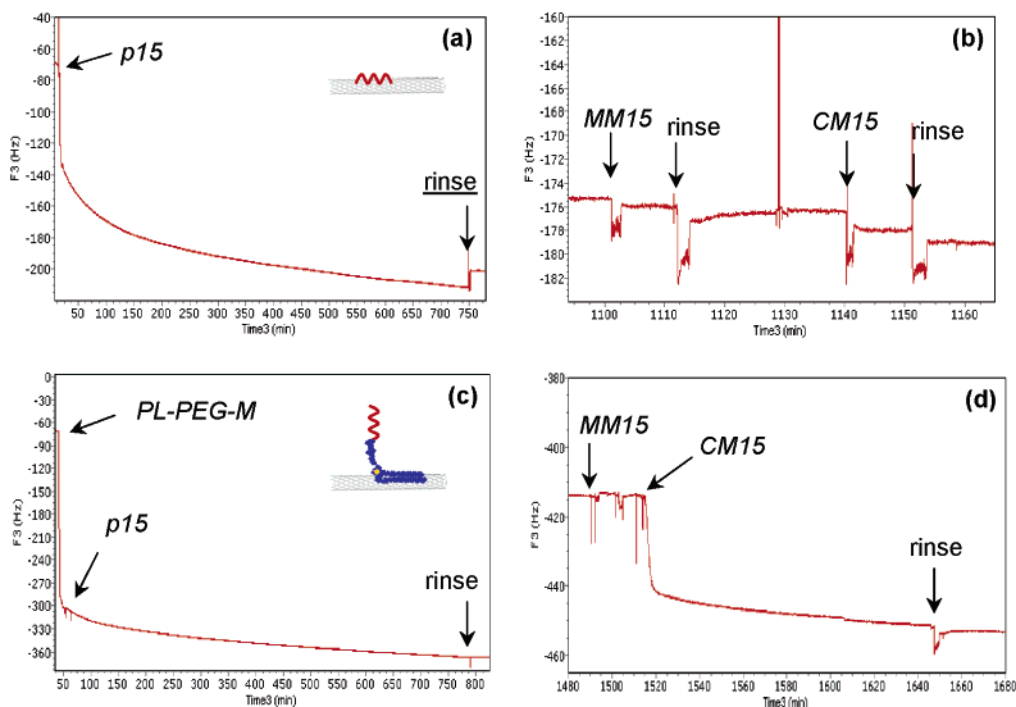 (a)
p15
rinse
-40
-60
-80
-100
-120
-140
-160
-180
-200
F3 (Hz)
50 100 150 200 250 300 350 400 450 500 550 600 650 700 750
Time3 (min)
(b)
MM15
rinse
CM15
rinse
-160
-162
-164
-166
-168
-170
-172
-174
-176
-178
-180
-182
F3 (Hz)
1100 1110 1120 1130 1140 1150 1160
Time3 (min)
(c)
PL-PEG-M
p15
rinse
0
-30
-60
-90
-120
-150
-180
-210
-240
-270
-300
-330
-360
F3 (Hz)
50 100 150 200 250 300 350 400 450 500 550 600 650 700 750 800
Time3 (min)
(d)
MM15
CM15
rinse
-380
-400
-420
-440
-460
F3 (Hz)
1480 1500 1520 1540 1560 1580 1600 1620 1640 1660 1680
Time3 (min)